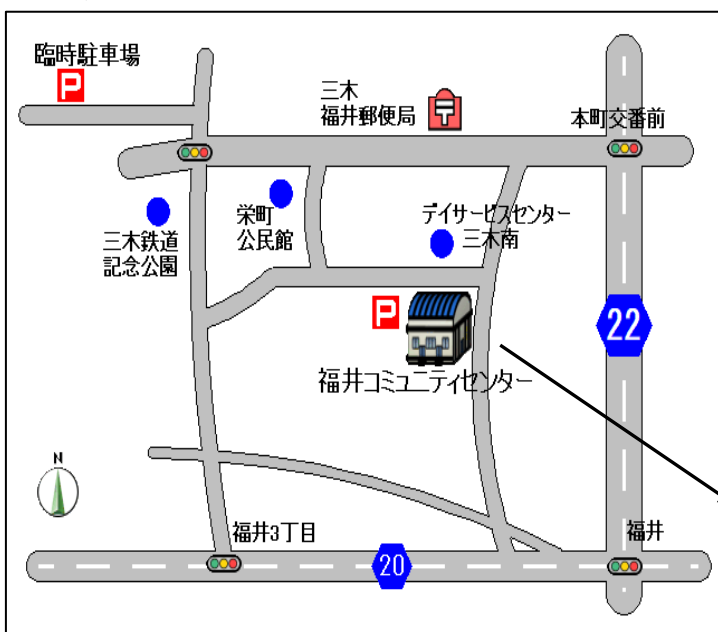 臨時駐車場
P
三木
福井郵便局
〒
本町交番前
栄町
公民館
デイサービスセンター
三木南
三木鉄道
記念公園
P
22
福井コミュニティセンター
N
福井3丁目
福井
20